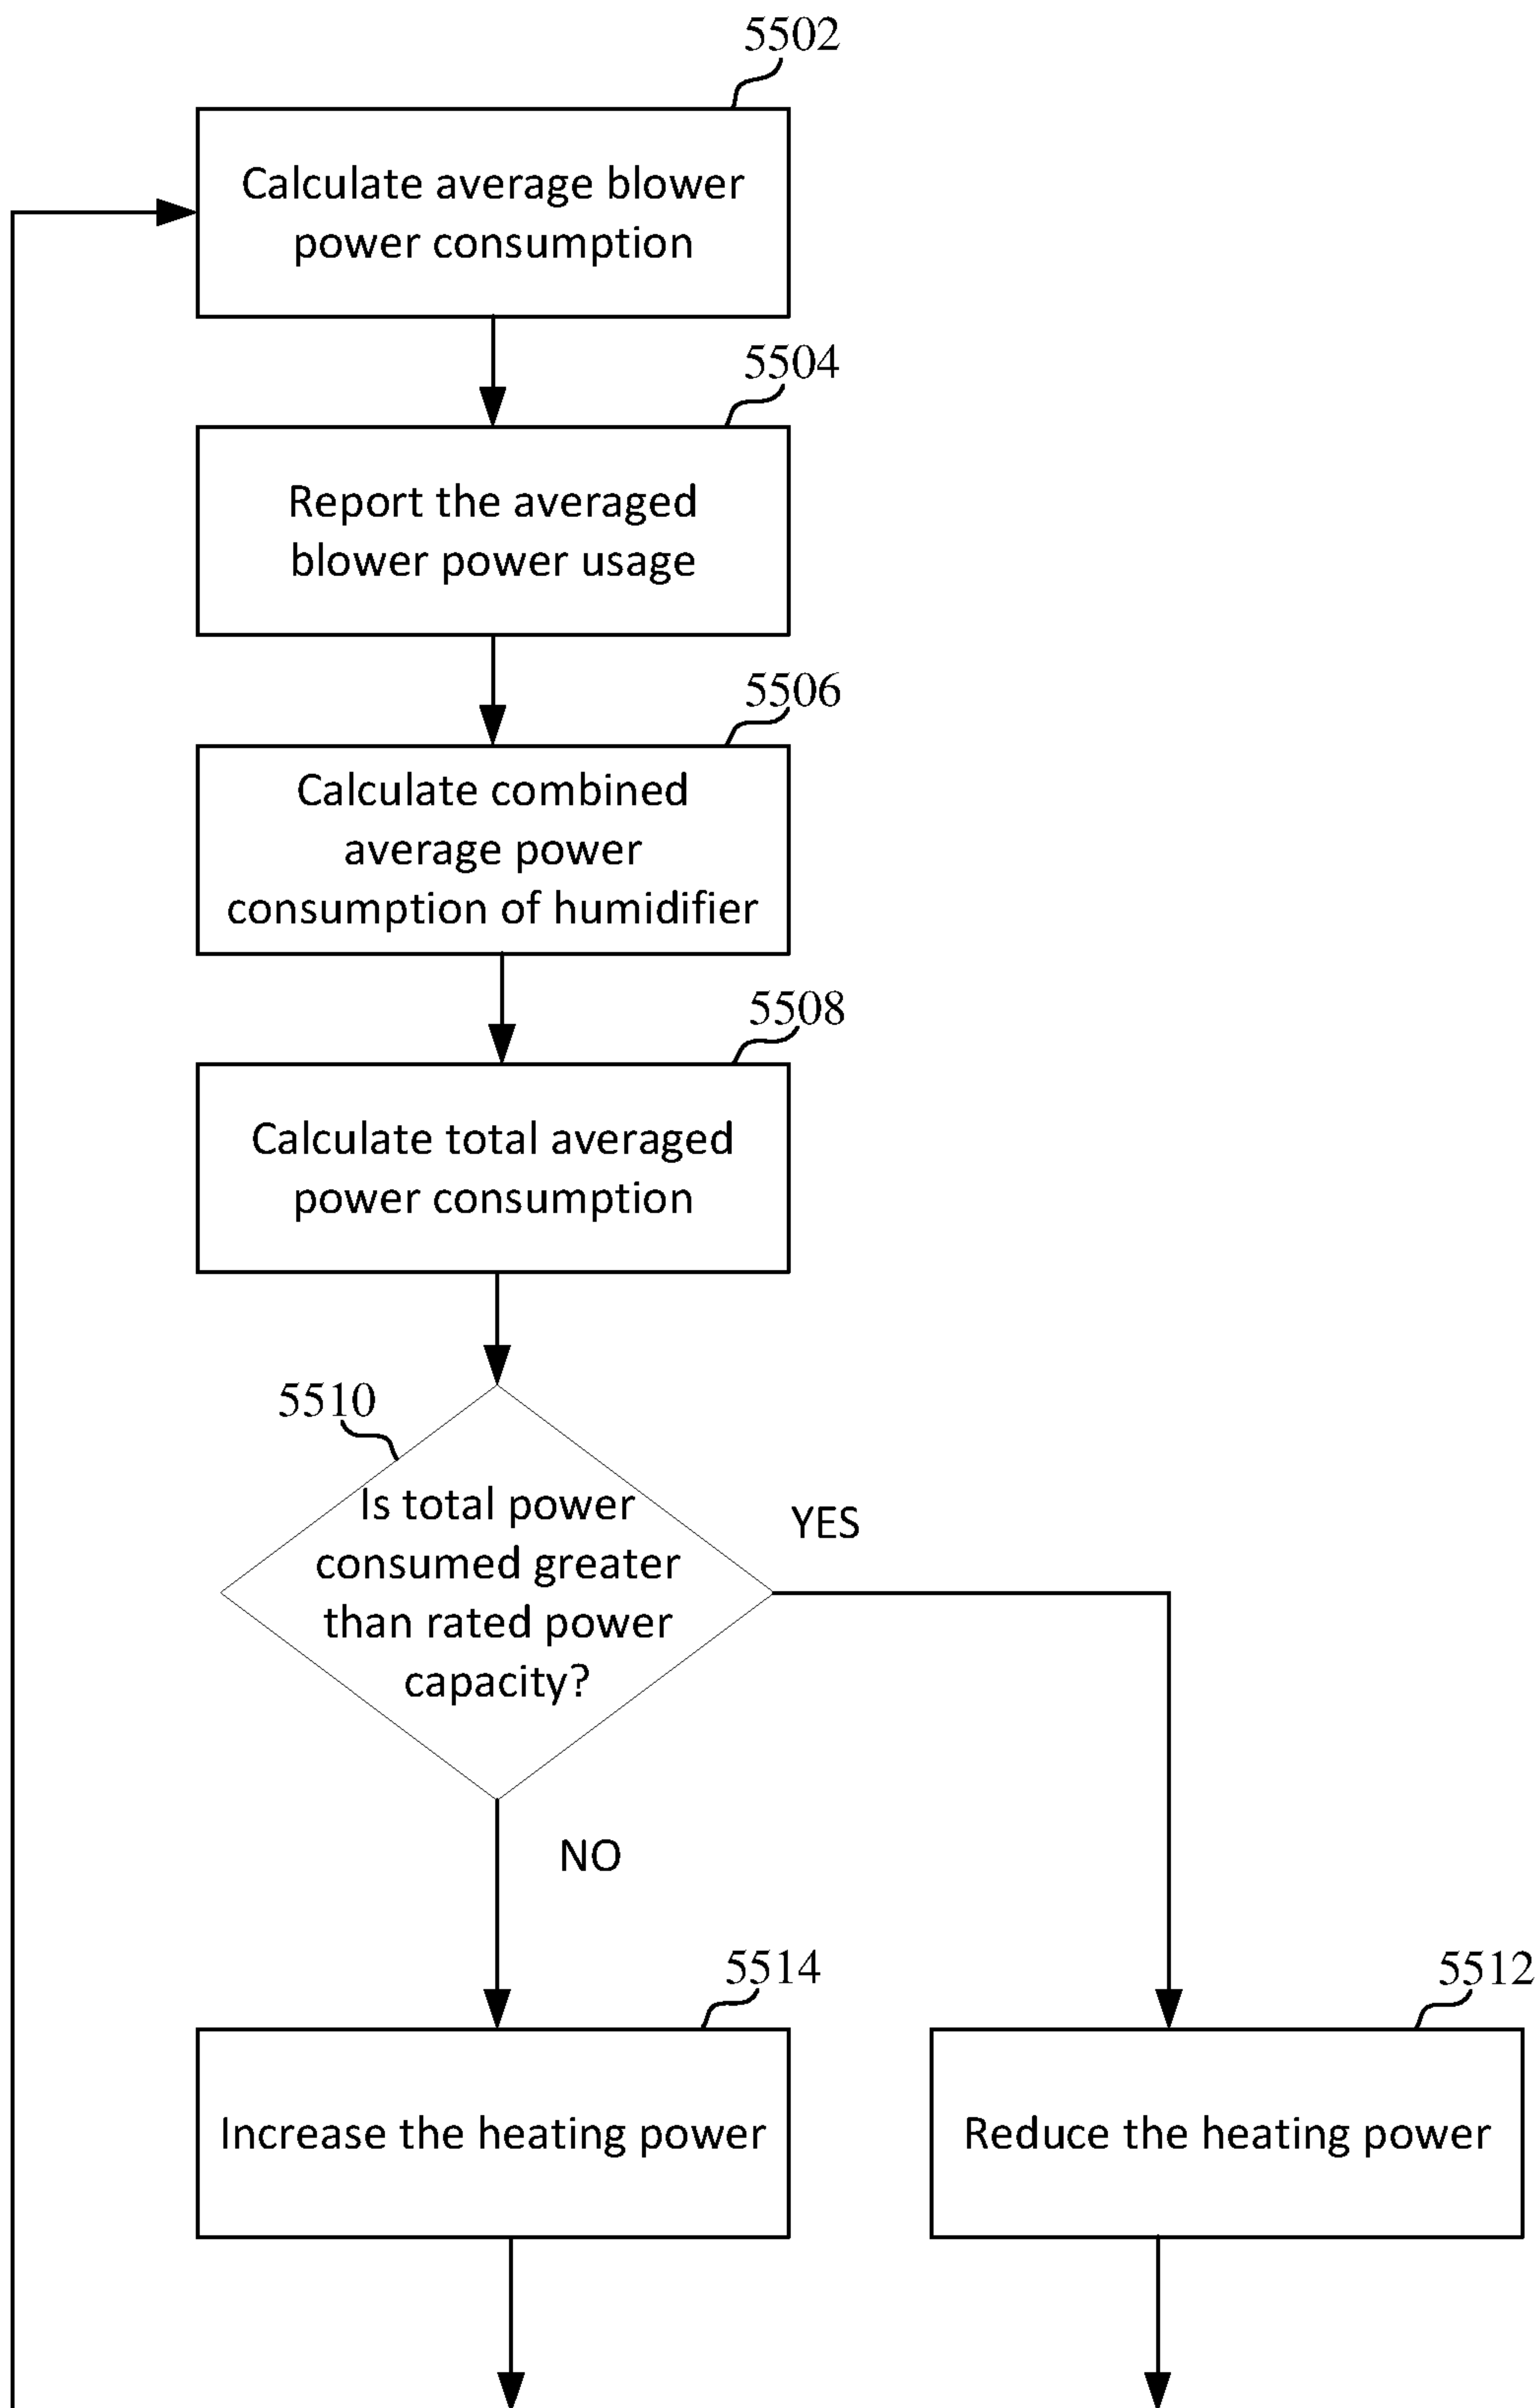 5502
Calculate average blower
power consumption
5504
Report the averaged
blower power usage
5506
Calculate combined
average power
consumption of humidifier
5508
Calculate total averaged
power consumption
5510
Is total power
consumed greater
than rated power
capacity?
YES
NO
5514
Increase the heating power
5512
Reduce the heating power